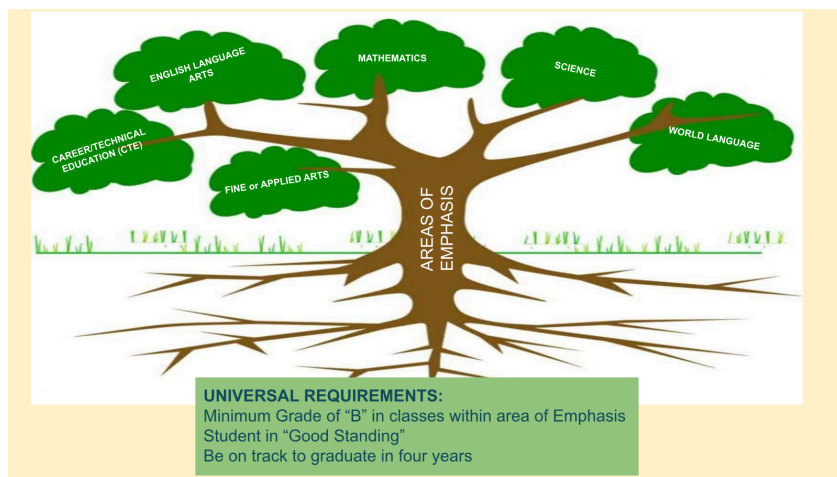 ENGLISH LANGUAGE
ARTS
MATHEMATICS
SCIENCE
CAREER/TECHNICAL
EDUCATION (CTE)
FINE or APPLIED ARTS
WORLD LANGUAGE
AREAS OF
EMPHASIS
UNIVERSAL REQUIREMENTS:
Minimum Grade of “B” in classes within area of Emphasis
Student in “Good Standing”
Be on track to graduate in four years